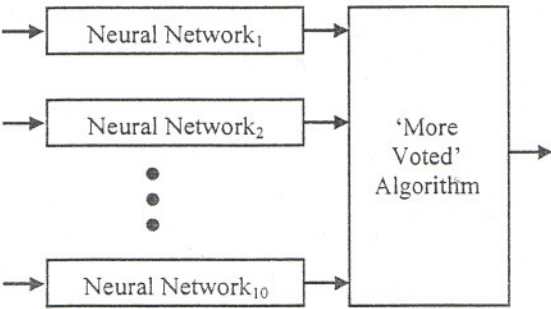 Neural Network₁
Neural Network₂
'More
Voted'
Algorithm
Neural Network₁₀